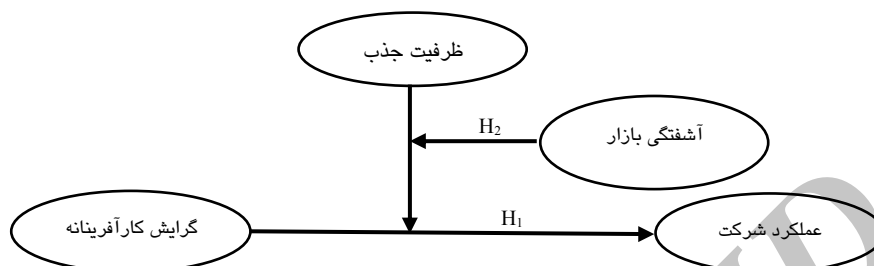 ظرفیت جذب
آشفتگی بازار
H2
گرایش کارآفرینانه
H1
عملکرد شرکت